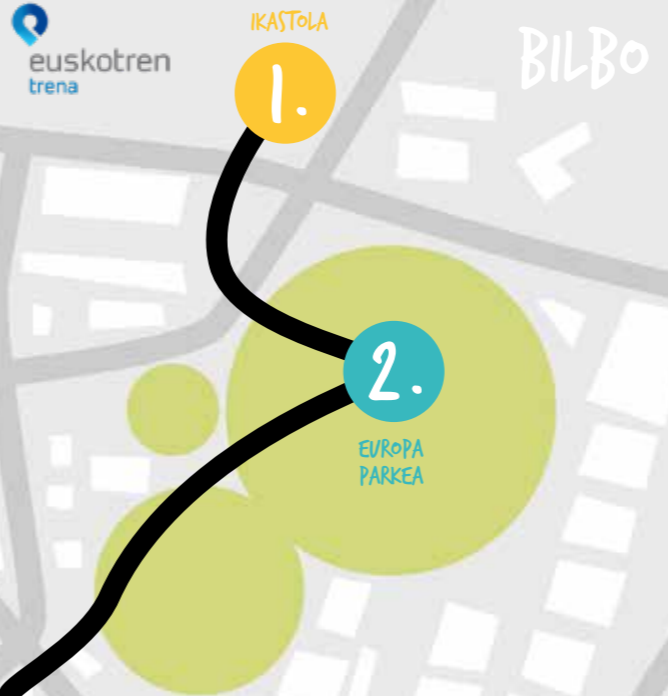 IKASTOLA
euskotren
trena
BILBO
1.
2.
EUROPA
PARKEA